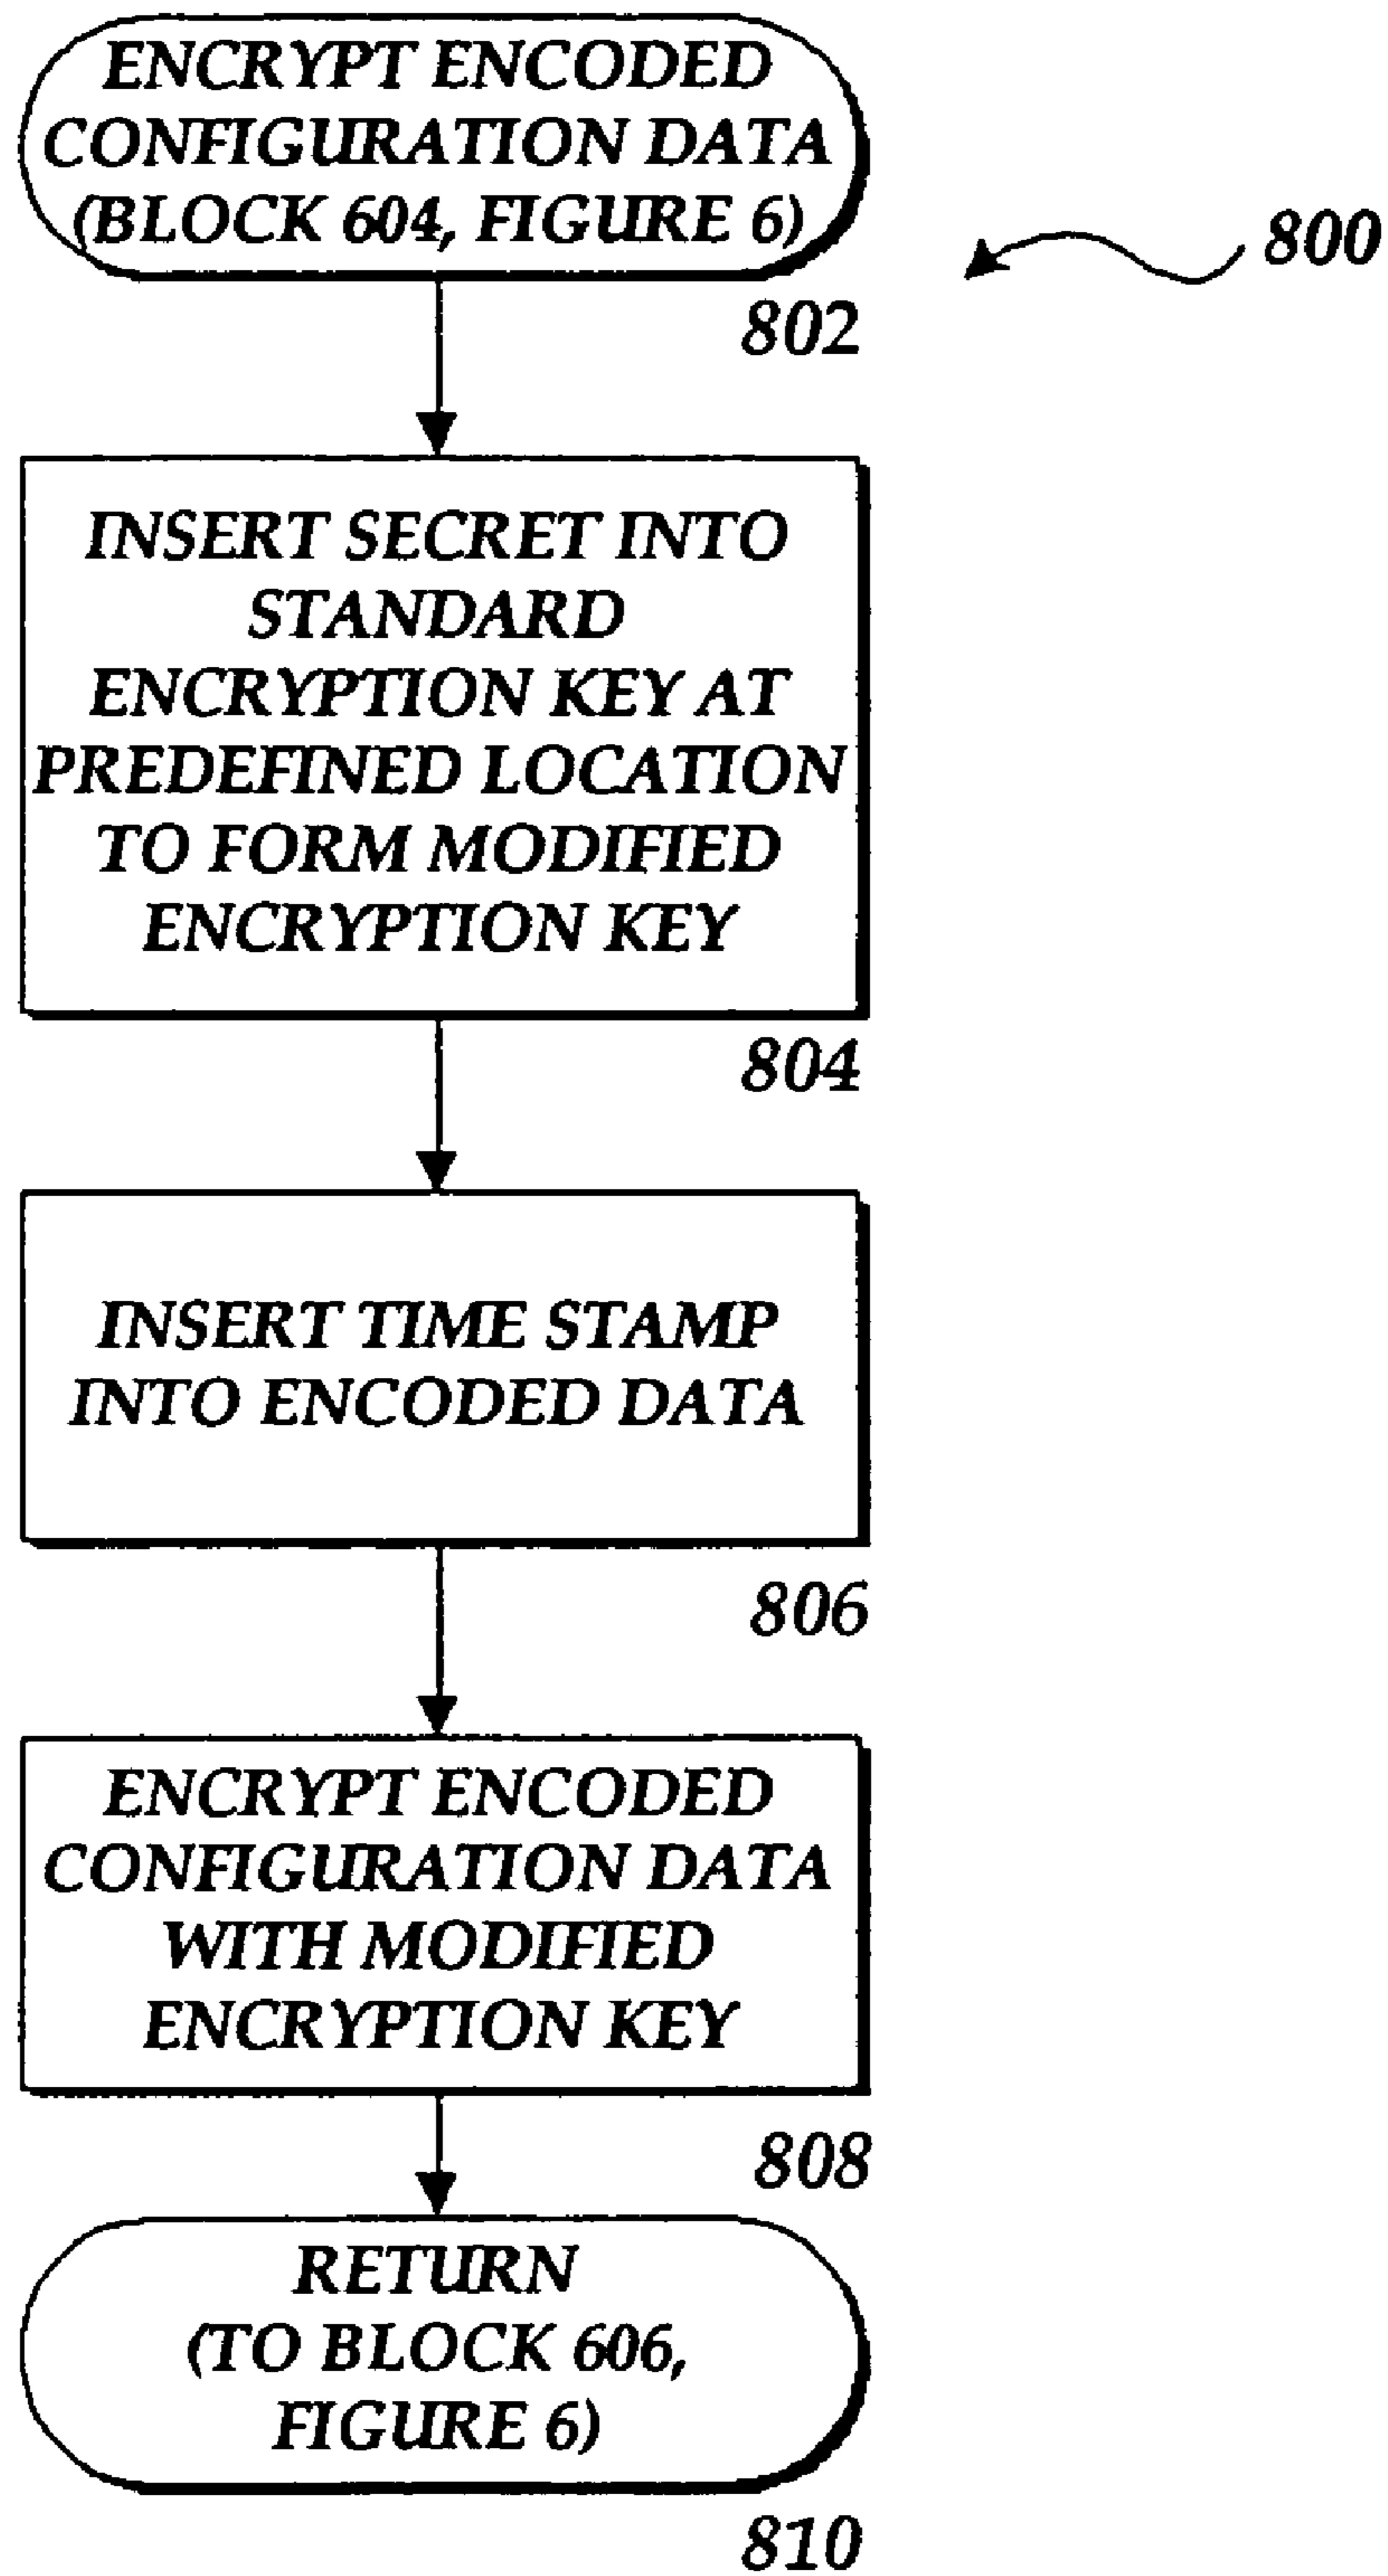 ENCRYPT ENCODED
CONFIGURATION DATA
(BLOCK 604, FIGURE 6)
800
802
INSERT SECRET INTO
STANDARD
ENCRYPTION KEY AT
PREDEFINED LOCATION
TO FORM MODIFIED
ENCRYPTION KEY
804
INSERT TIME STAMP
INTO ENCODED DATA
806
ENCRYPT ENCODED
CONFIGURATION DATA
WITH MODIFIED
ENCRYPTION KEY
808
RETURN
(TO BLOCK 606,
FIGURE 6)
810